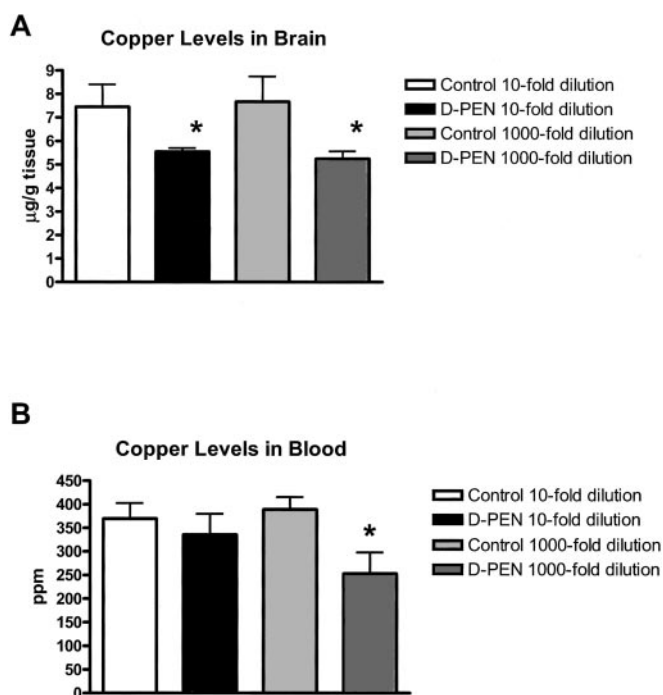 A
Copper Levels in Brain
9
8
7
6
5
4
3
2
1
0
µg/g tissue
*
*
Control 10-fold dilution
D-PEN 10-fold dilution
Control 1000-fold dilution
D-PEN 1000-fold dilution
B
Copper Levels in Blood
450
400
350
300
250
200
150
100
50
0
ppm
*
Control 10-fold dilution
D-PEN 10-fold dilution
Control 1000-fold dilution
D-PEN 1000-fold dilution